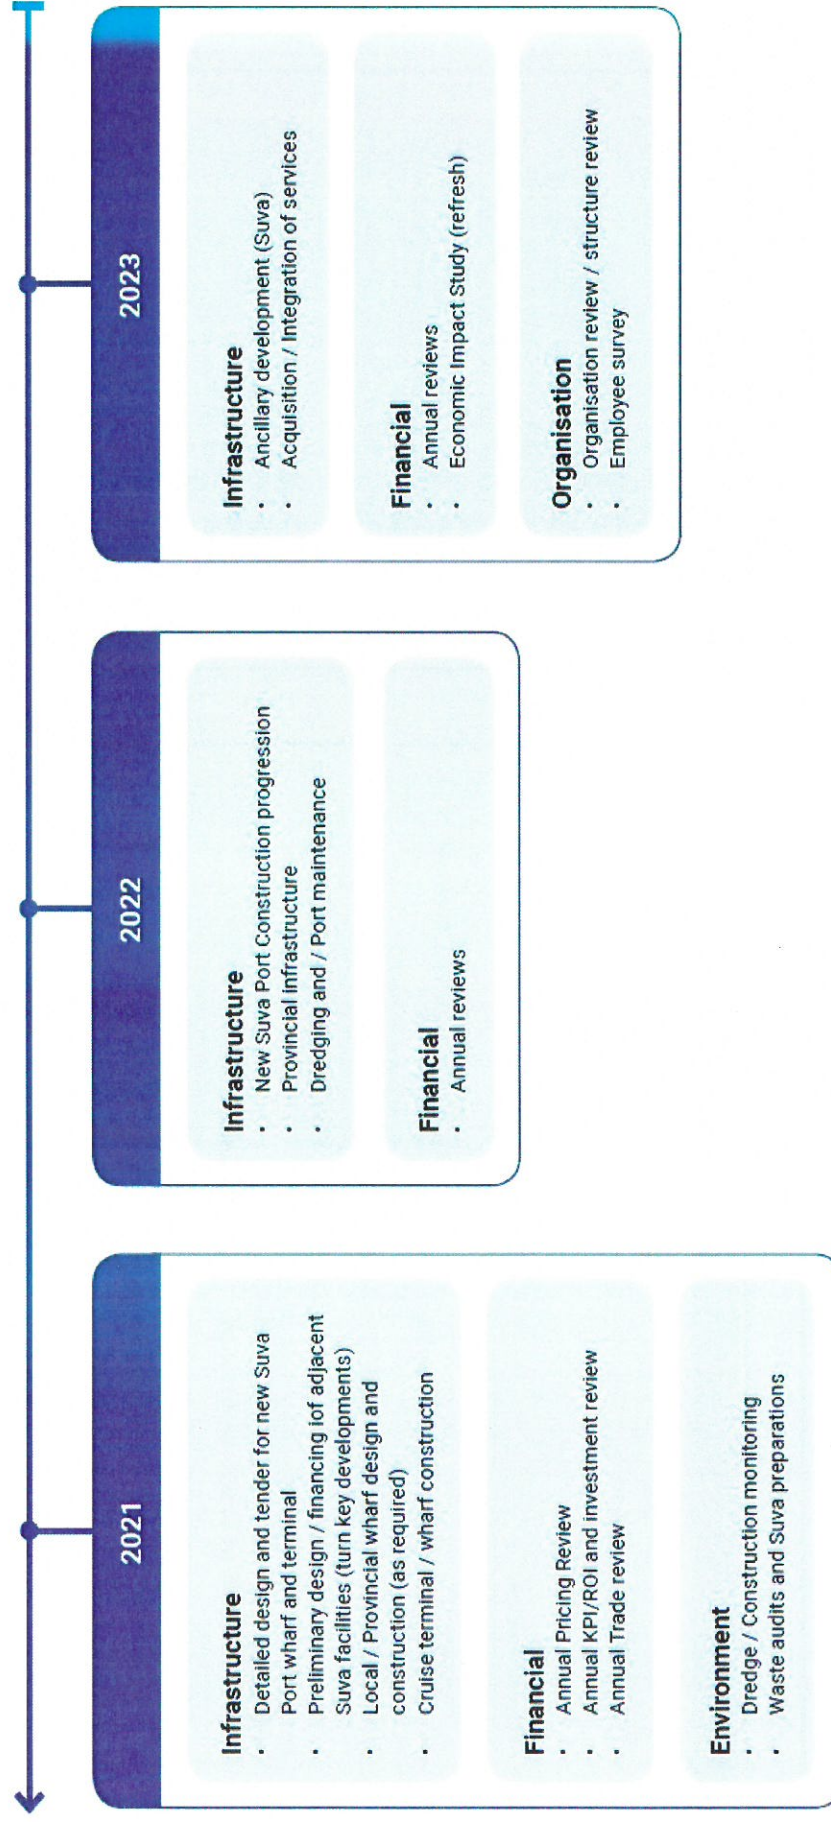 2021
Infrastructure
• Detailed design and tender for new Suva
Port wharf and terminal
• Preliminary design / financing iof adjacent
Suva facilities (turn key developments)
• Local / Provincial wharf design and
construction (as required)
• Cruise terminal / wharf construction
Financial
• Annual Pricing Review
• Annual KPI/ROI and investment review
• Annual Trade review
Environment
• Dredge / Construction monitoring
• Waste audits and Suva preparations
2022
Infrastructure
• New Suva Port Construction progression
• Provincial infrastructure
• Dredging and / Port maintenance
Financial
• Annual reviews
2023
Infrastructure
• Ancillary development (Suva)
• Acquisition / Integration of services
Financial
• Annual reviews
• Economic Impact Study (refresh)
Organisation
• Organisation review / structure review
• Employee survey